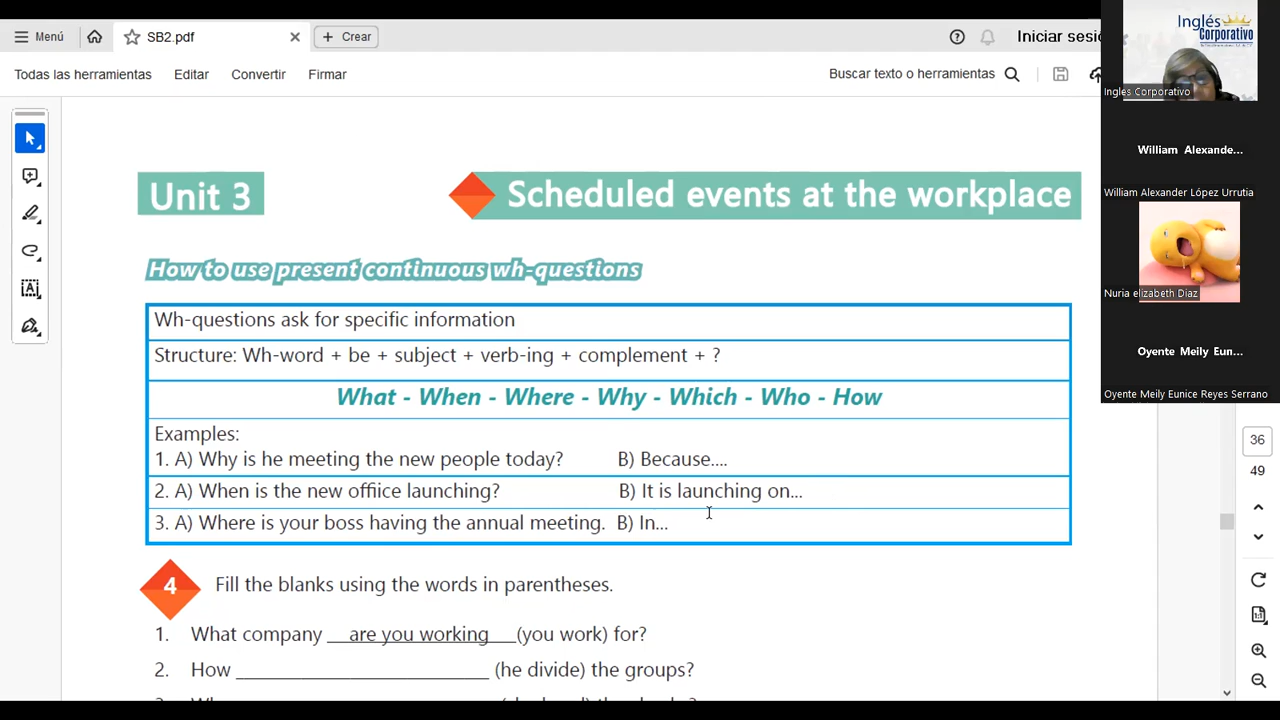 Menú
SB2.pdf
Crear
Iniciar sesi
Todas las herramientas
Editar
Convertir
Firmar
Buscar texto o herramientas
Unit 3
Scheduled events at the workplace
How to use present continuous wh-questions
Wh-questions ask for specific information
Structure: Wh-word + be + subject + verb-ing + complement + ?
What - When - Where - Why - Which - Who - How
Examples:
1. A) Why is he meeting the new people today? B) Because....
2. A) When is the new offiice launching? B) It is launching on...
3. A) Where is your boss having the annual meeting. B) In...
4 Fill the blanks using the words in parentheses.
1. What company __are you working___(you work) for?
2. How ________________________ (he divide) the groups?
Inglés
Corporativo
Ingles Corporativo
William Alexande...
William Alexander López Urrutia
Nuria elizabeth Diaz
Oyente Meily Eun...
Oyente Meily Eunice Reyes Serrano
36
49